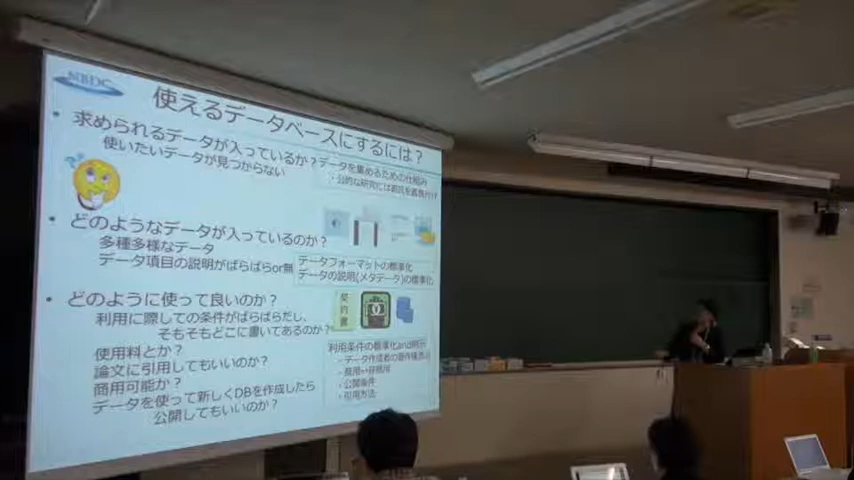 NBDC
使えるデータベースにするには?
• 求められるデータが入っているか?
使いたいデータが見つからない
データを集めるための仕組み
・公的な研究には
• どのようなデータが入っているのか?
多種多様なデータ
データ項目の説明がばらばらor無
データフォーマットの標準化
データの説明(メタデータ)の標準化
• どのように使って良いのか?
利用に際しての条件がばらばらだし、
そもそもどこに書いてあるのか?
契約書
使用料とか?
論文に引用してもいいのか?
商用可能か?
データを使って新しくDBを作成したら
公開してもいいのか?
利用条件の標準化and明示
・データ作成者の著作権表示
・商用or非商用
・公開条件
・引用方法